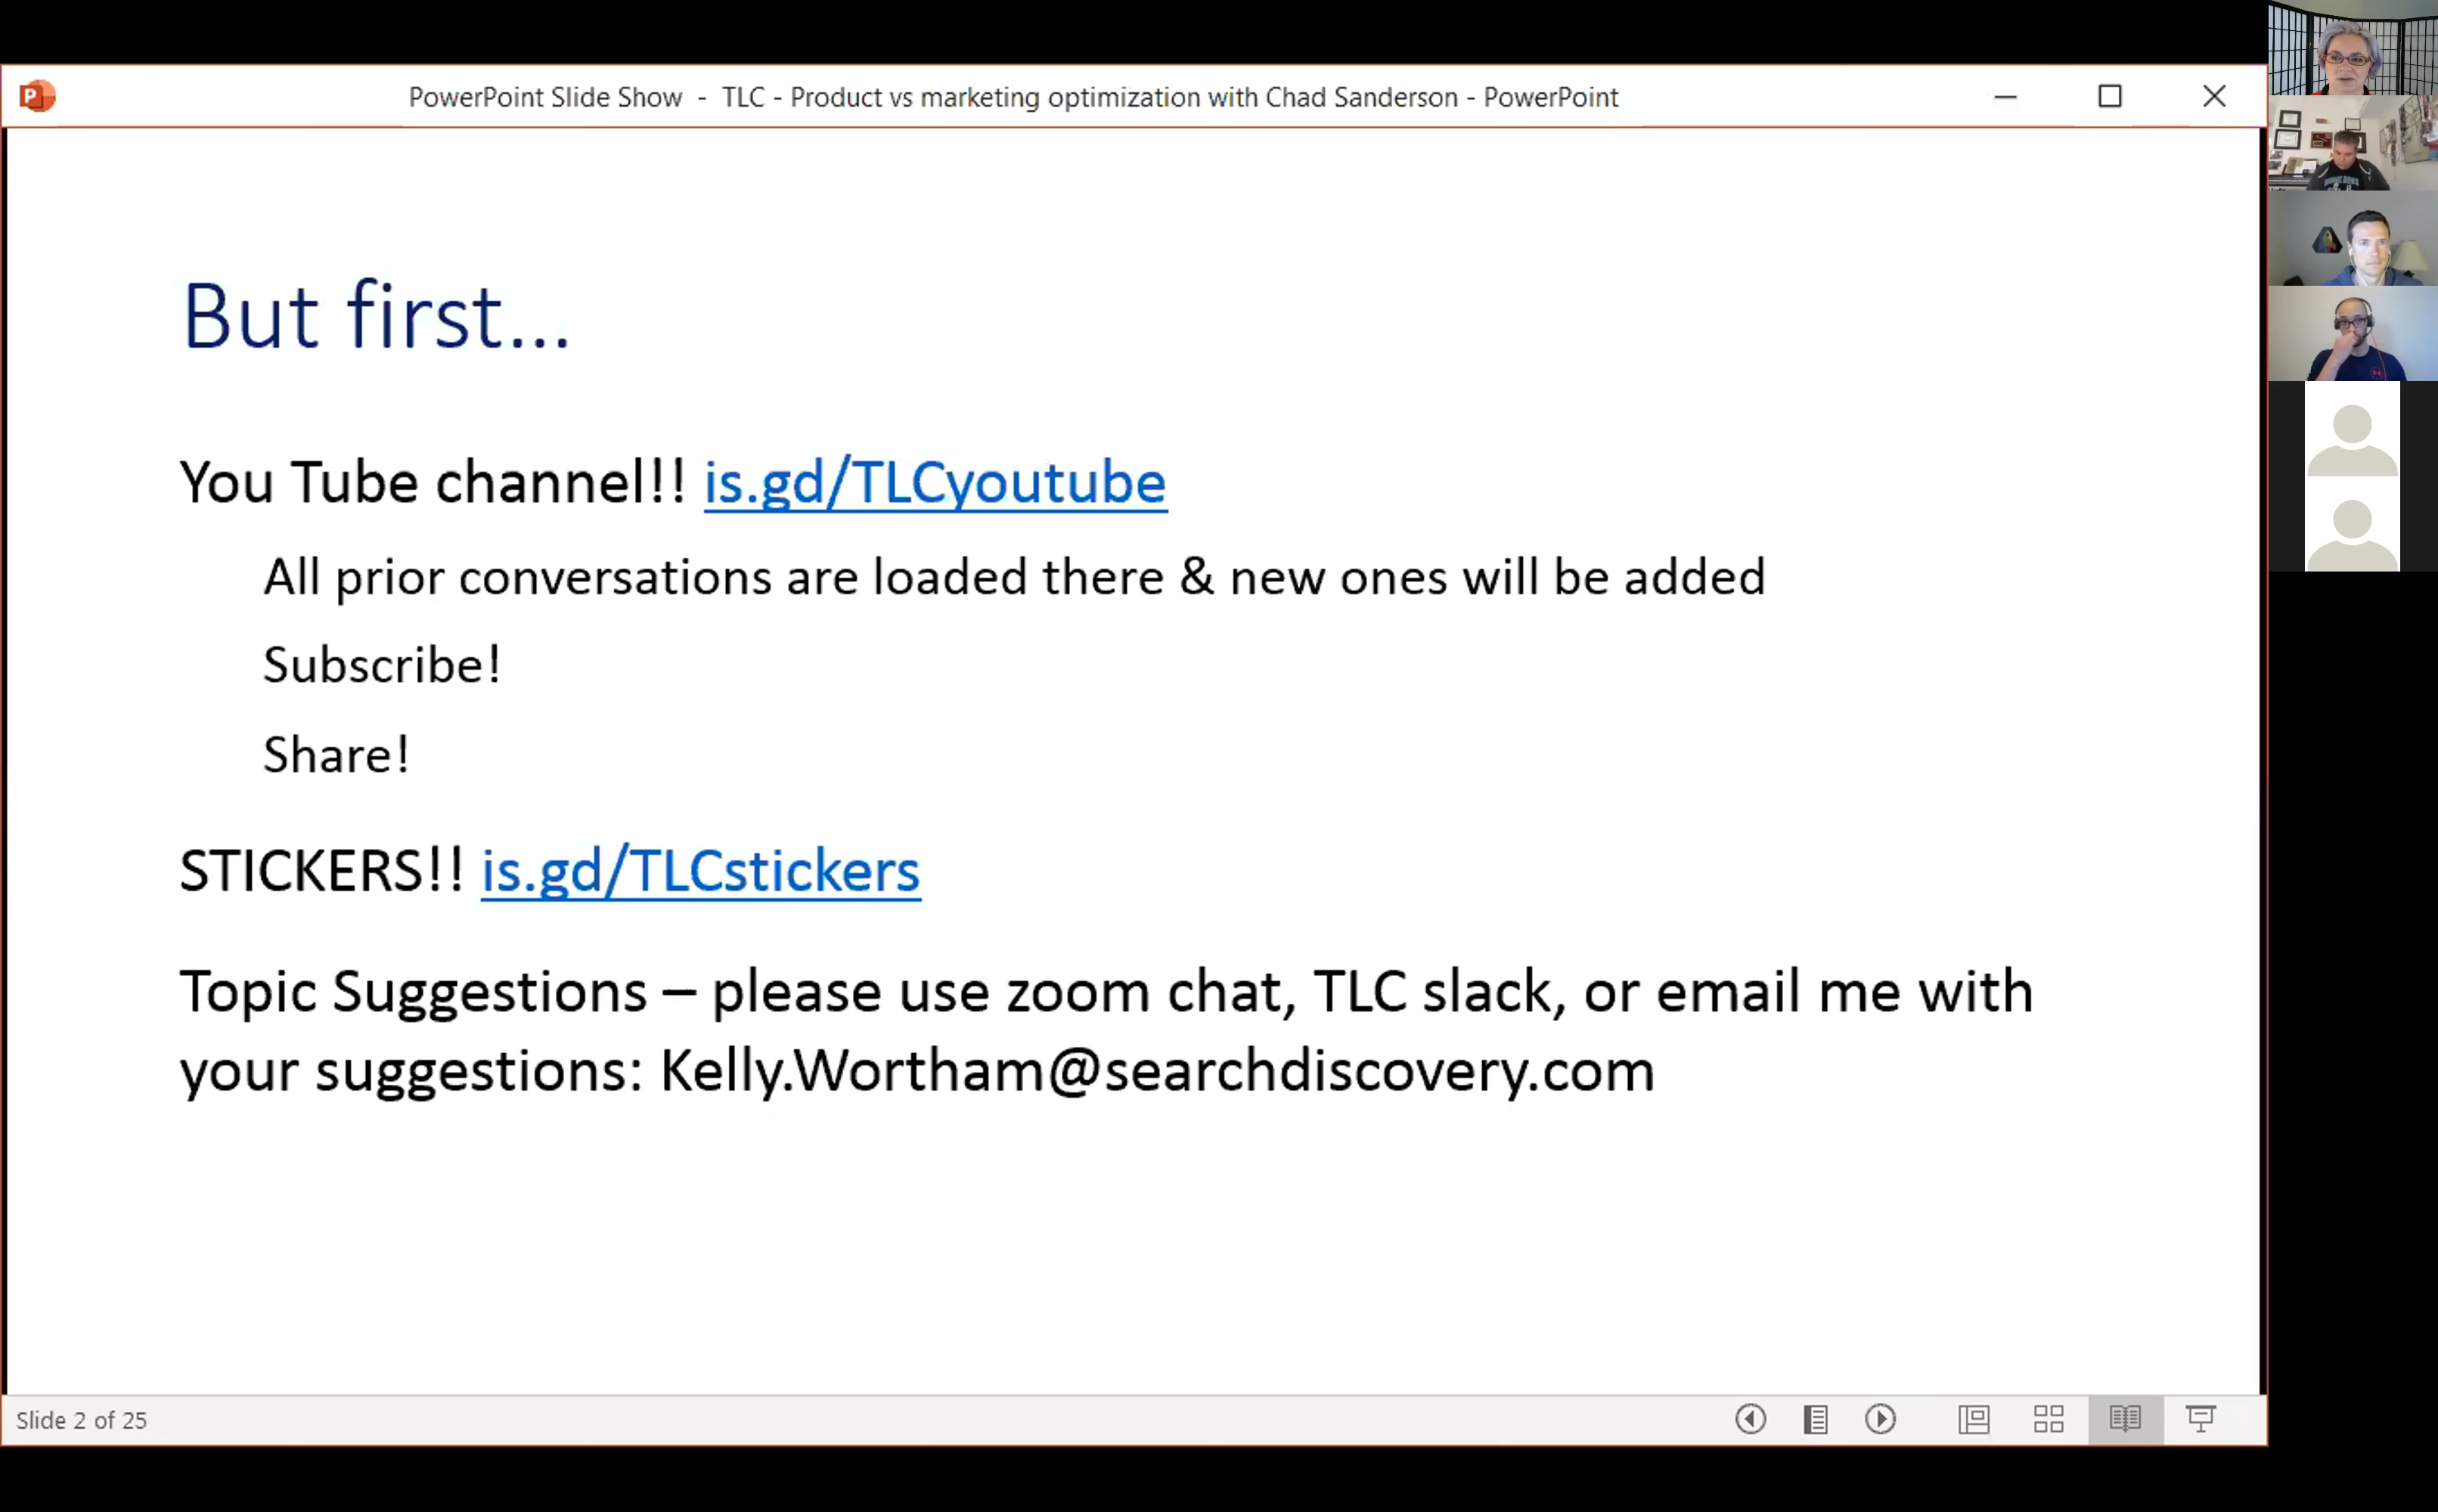 PowerPoint Slide Show - TLC - Product vs marketing optimization with Chad Sanderson - PowerPoint
But first...
You Tube channel!! is.gd/TLCyoutube
All prior conversations are loaded there & new ones will be added
Subscribe!
Share!
STICKERS!! is.gd/TLCstickers
Topic Suggestions – please use zoom chat, TLC slack, or email me with
your suggestions: Kelly.Wortham@searchdiscovery.com
Slide 2 of 25